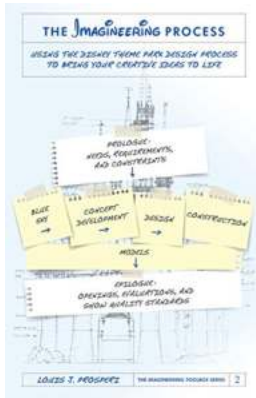 THE IMAGINEERING PROCESS
USING THE DISNEY THEME PARK DESIGN PROCESS
TO BRING YOUR CREATIVE IDEAS TO LIFE
PROLOGUE-
NEEDS, REQUIREMENTS,
AND CONSTRAINTS
BLUE
SKY
CONCEPT
DEVELOPMENT
DESIGN
CONSTRUCTION
MODELS
EPILOGUE-
OPENINGS, EVALUATIONS, AND
SHOW QUALITY STANDARDS
LOUIS J. PROSPERI
THE IMAGINEERING TOOLBOX SERIES 2